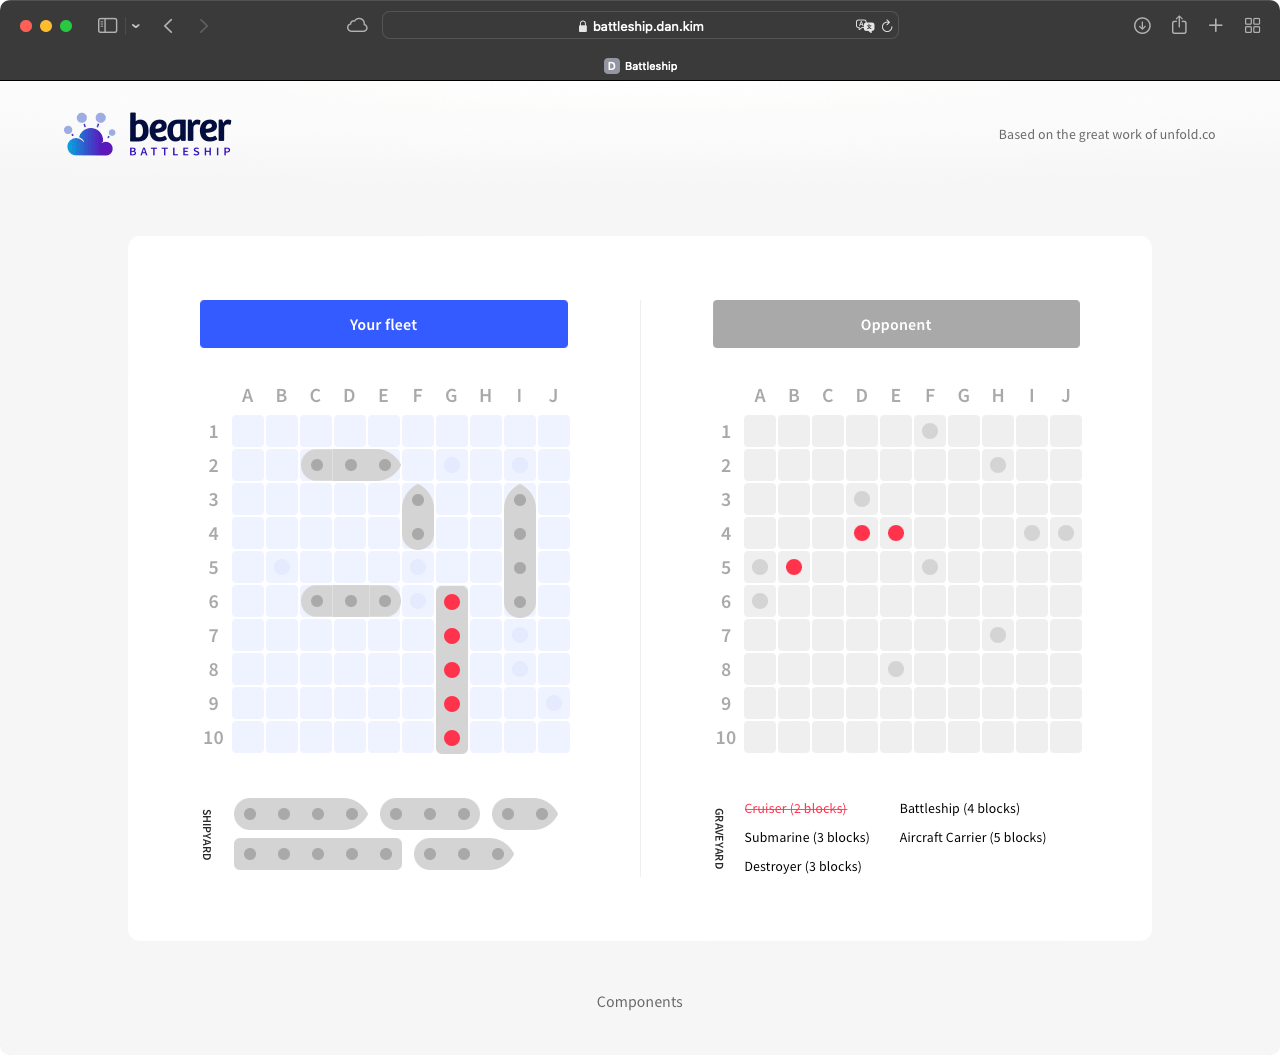 battleship.dan.kim
D Battleship
bearer
BATTLESHIP
Based on the great work of unfold.co
Your fleet
A B C D E F G H I J
1
2
3
4
5
6
7
8
9
10
SHIPYARD
Opponent
A B C D E F G H I J
1
2
3
4
5
6
7
8
9
10
GRAVEYARD
Cruiser (2 blocks)
Battleship (4 blocks)
Submarine (3 blocks)
Aircraft Carrier (5 blocks)
Destroyer (3 blocks)
Components